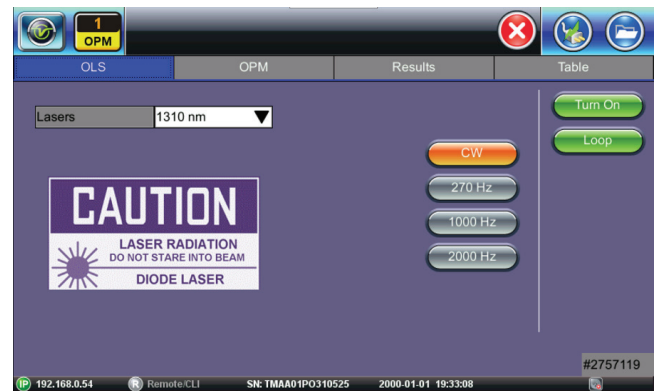 1
OPM
OLS
OPM
Results
Table
Lasers
1310 nm
Turn On
Loop
CW
270 Hz
1000 Hz
2000 Hz
CAUTION
LASER RADIATION
DO NOT STARE INTO BEAM
DIODE LASER
#2757119
IP 192.168.0.54
R Remote/CLI
SN: TMAA01PO310525
2000-01-01 19:33:08